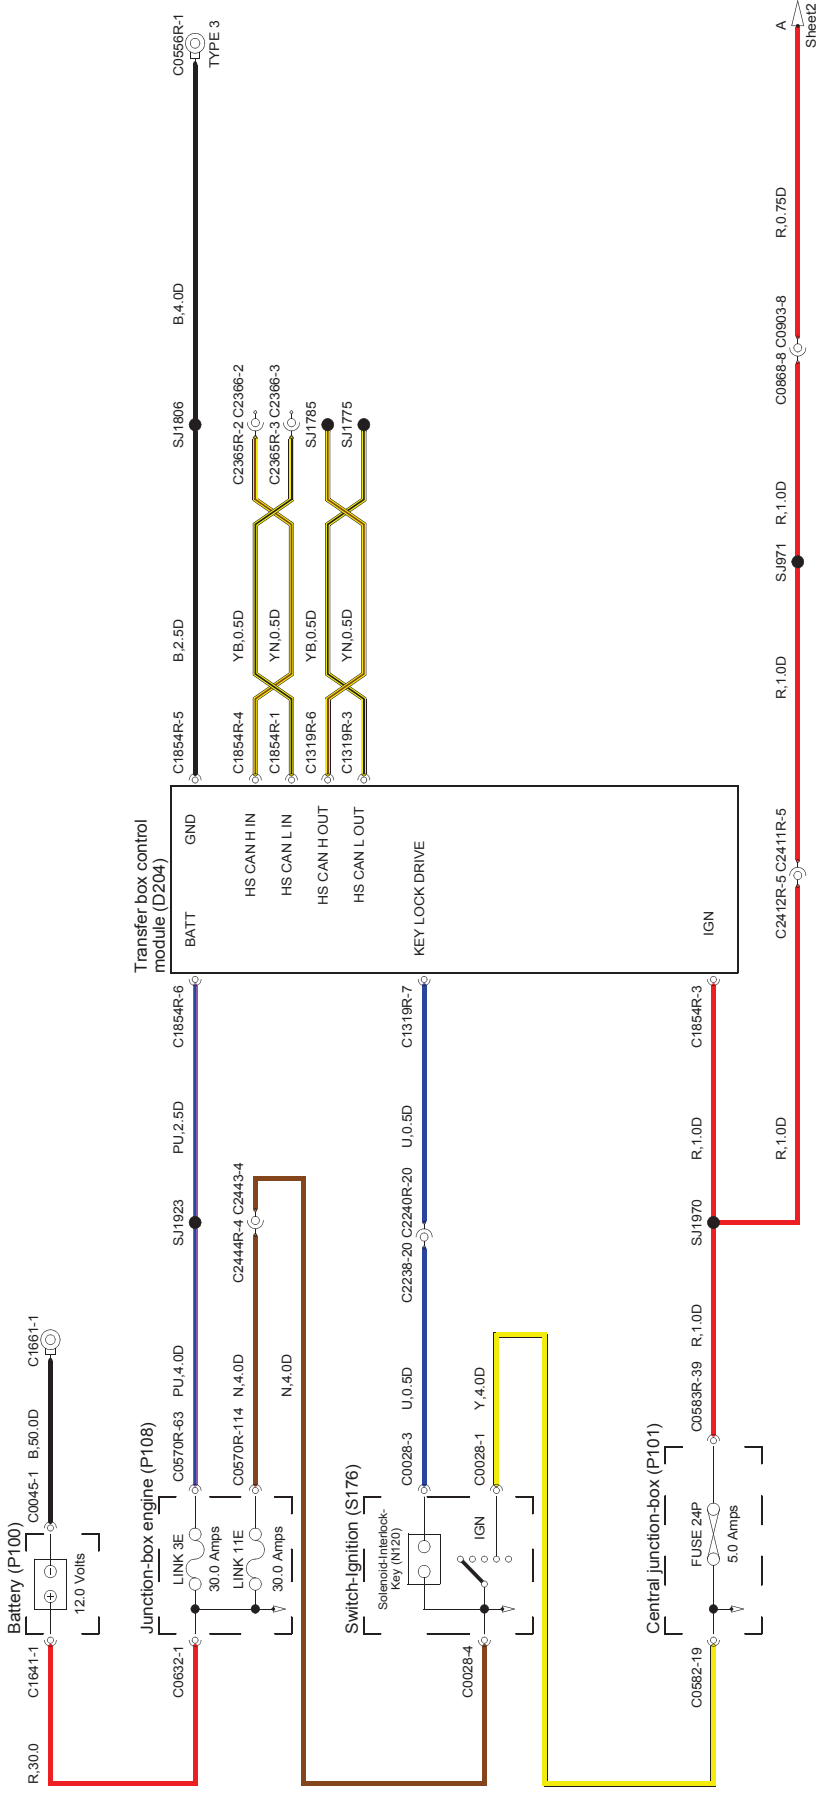 Battery (P100)
C1641-1
C0045-1
C1661-1
R,30.0
12.0 Volts
B,50.0D
Junction-box engine (P108)
C0632-1
LINK 3E
30.0 Amps
LINK 11E
30.0 Amps
C0570R-63
PU,4.0D
SJ1923
PU,2.5D
C1854R-6
C0570R-114
N,4.0D
C2444R-4
C2443-4
N,4.0D
Switch-Ignition (S176)
Solenoid-Interlock-
Key (N120)
IGN
C0028-4
C0028-3
U,0.5D
C2238-20
C2240R-20
U,0.5D
C1319R-7
C0028-1
Y,4.0D
Central junction-box (P101)
C0582-19
FUSE 24P
5.0 Amps
C0583R-39
R,1.0D
SJ1970
R,1.0D
C1854R-3
Transfer box control
module (D204)
BATT
GND
HS CAN H IN
HS CAN L IN
HS CAN H OUT
HS CAN L OUT
KEY LOCK DRIVE
IGN
C1854R-5
B,2.5D
SJ1806
B,4.0D
C0556R-1
TYPE 3
C1854R-4
YB,0.5D
C2365R-2
C2366-2
C1854R-1
YN,0.5D
C2365R-3
C2366-3
C1319R-6
YB,0.5D
SJ1785
C1319R-3
YN,0.5D
SJ1775
R,1.0D
C2412R-5
C2411R-5
R,1.0D
SJ971
R,1.0D
C0868-8
C0903-8
R,0.75D
A
Sheet2